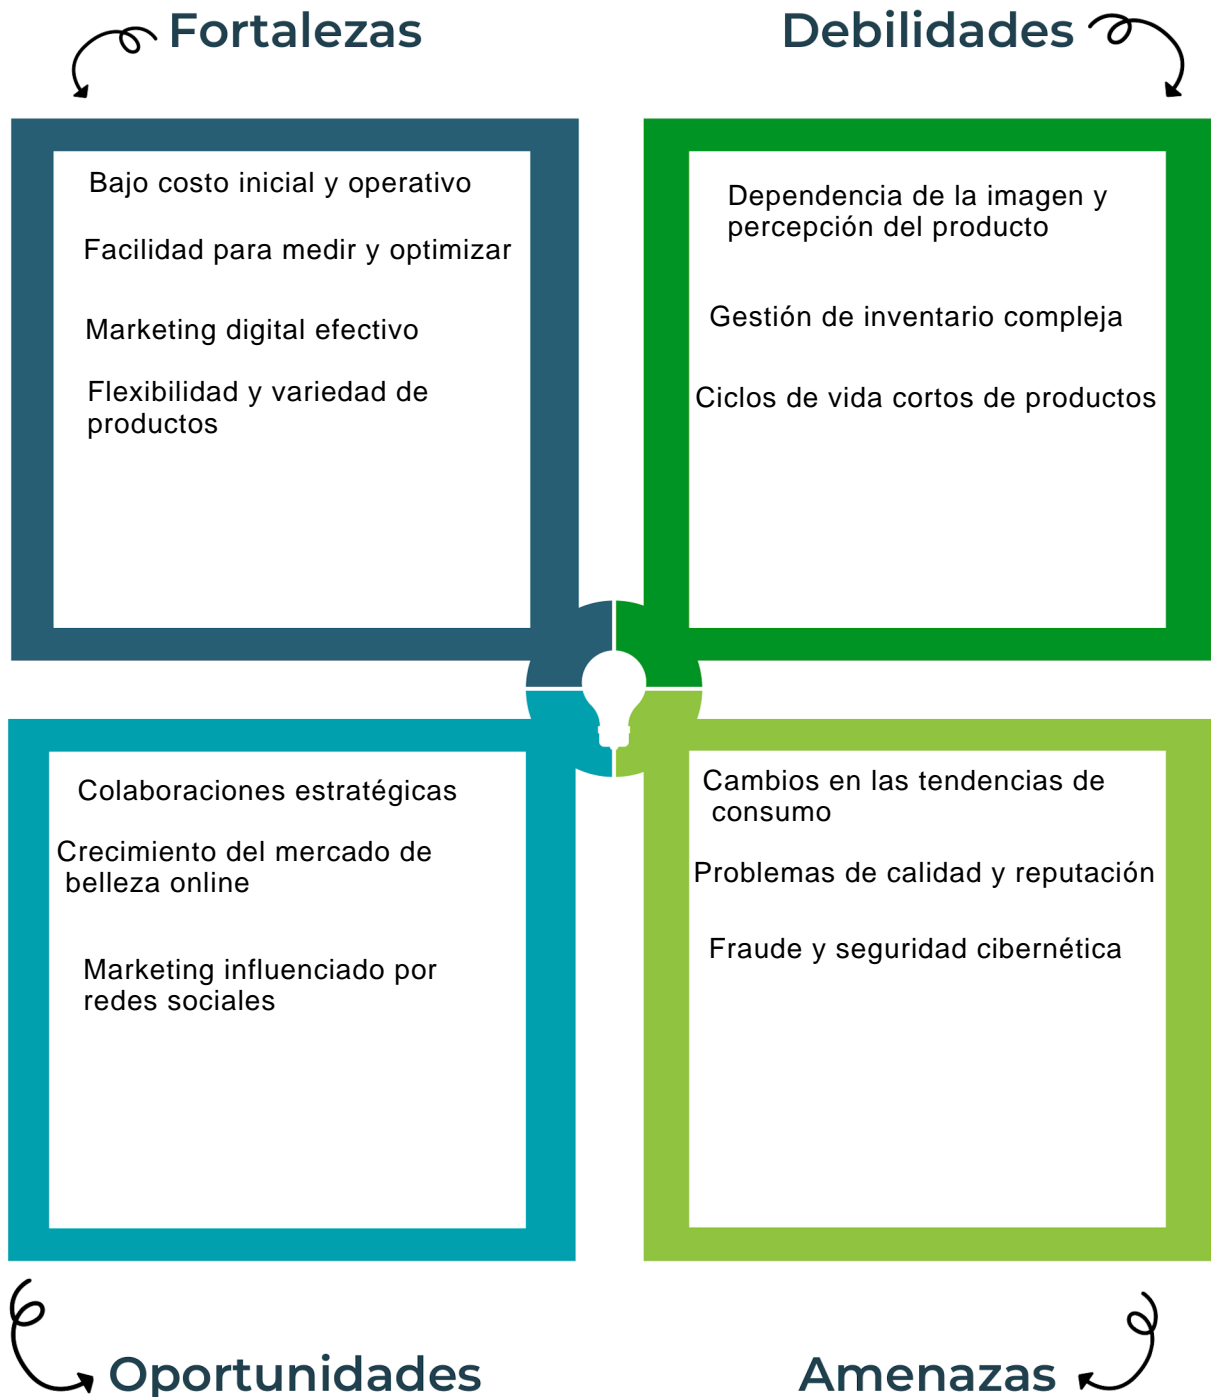 Fortalezas
Debilidades
Bajo costo inicial y operativo
Facilidad para medir y optimizar
Marketing digital efectivo
Flexibilidad y variedad de
productos
Dependencia de la imagen y
percepción del producto
Gestión de inventario compleja
Ciclos de vida cortos de productos
Colaboraciones estratégicas
Crecimiento del mercado de
belleza online
Marketing influenciado por
redes sociales
Cambios en las tendencias de
consumo
Problemas de calidad y reputación
Fraude y seguridad cibernética
Oportunidades
Amenazas